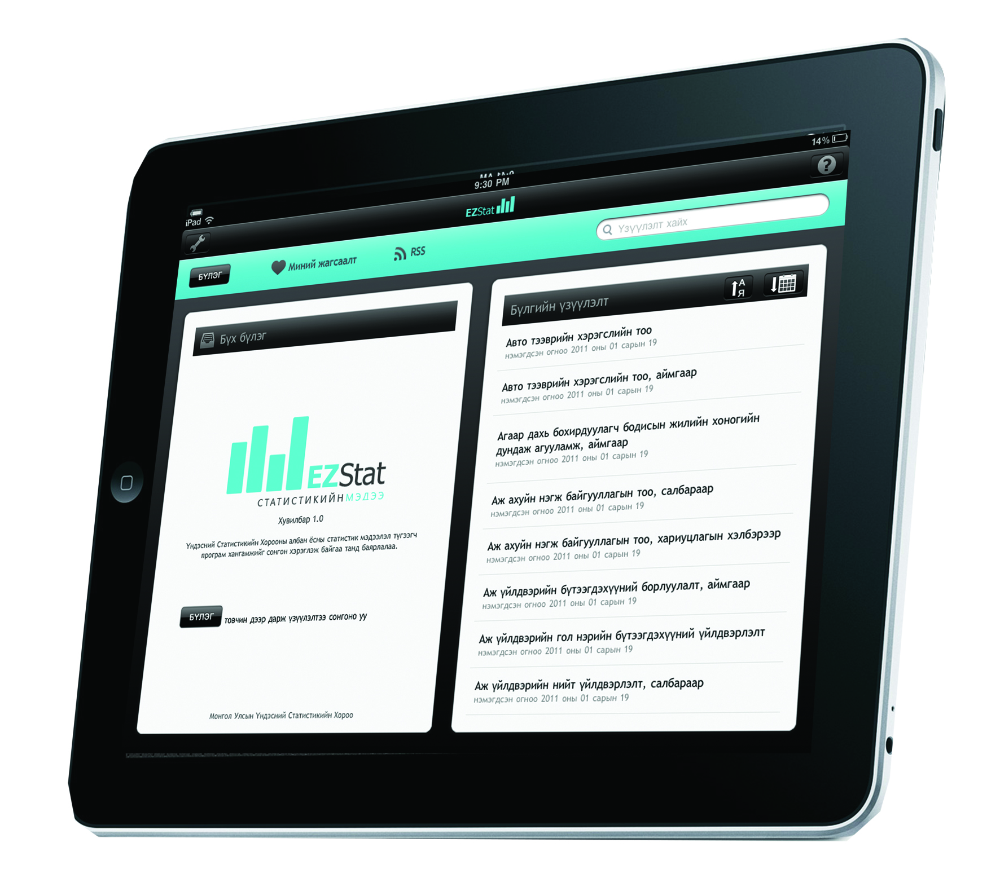 14%
9:30 PM
iPad
EZStat
Үзүүлэлт хайх
БҮЛЭГ
Миний жагсаалт
RSS
Бүх бүлэг
EZStat
СТАТИСТИКИЙН МЭДЭЭ
Хувилбар 1.0
Үндэсний Статистикийн Хорооны албан ёсны статистик мэдээлэл түгээгч
програм хангамжийг сонгон хэрэглэж байгаа танд баярлалаа.
БҮЛЭГ товчин дээр дарж үзүүлэлтээ сонгоно уу
Монгол Улсын Үндэсний Статистикийн Хороо
Бүлгийн үзүүлэлт
А
Я
Авто тээврийн хэрэгслийн тоо
нэмэгдсэн огноо 2011 оны 01 сарын 19
Авто тээврийн хэрэгслийн тоо, аймгаар
нэмэгдсэн огноо 2011 оны 01 сарын 19
Агаар дахь бохирдуулагч бодисын жилийн хоногийн
дундаж агууламж, аймгаар
нэмэгдсэн огноо 2011 оны 01 сарын 19
Аж ахуйн нэгж байгууллагын тоо, салбараар
нэмэгдсэн огноо 2011 оны 01 сарын 19
Аж ахуйн нэгж байгууллагын тоо, хариуцлагын хэлбэрээр
нэмэгдсэн огноо 2011 оны 01 сарын 19
Аж үйлдвэрийн бүтээгдэхүүний борлуулалт, аймгаар
нэмэгдсэн огноо 2011 оны 01 сарын 19
Аж үйлдвэрийн гол нэрийн бүтээгдэхүүний үйлдвэрлэлт
нэмэгдсэн огноо 2011 оны 01 сарын 19
Аж үйлдвэрийн нийт үйлдвэрлэлт, салбараар
нэмэгдсэн огноо 2011 оны 01 сарын 19